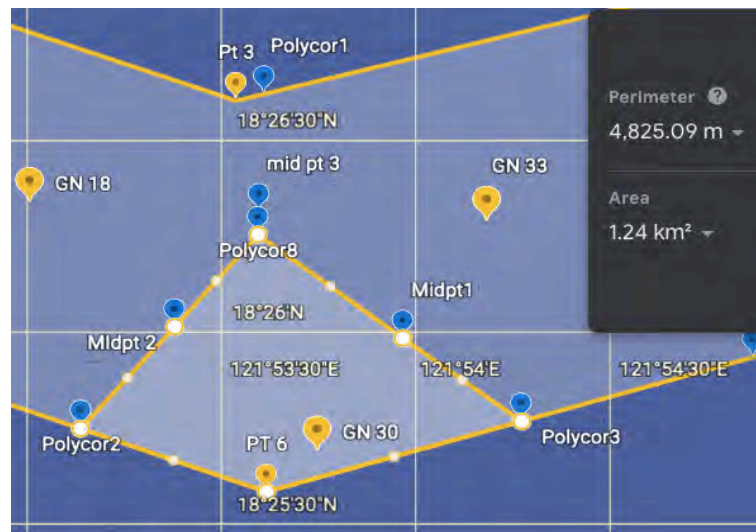 Pt 3
Polycor1
18°26'30"N
mid pt 3
GN 18
GN 33
Polycor8
Midpt1
18°26'N
MIdpt 2
121°53'30"E
121°54'E
121°54'30"E
Polycor2
PT 6
GN 30
Polycor3
18°25'30"N
Perimeter ?
4,825.09 m
Area
1.24 km²